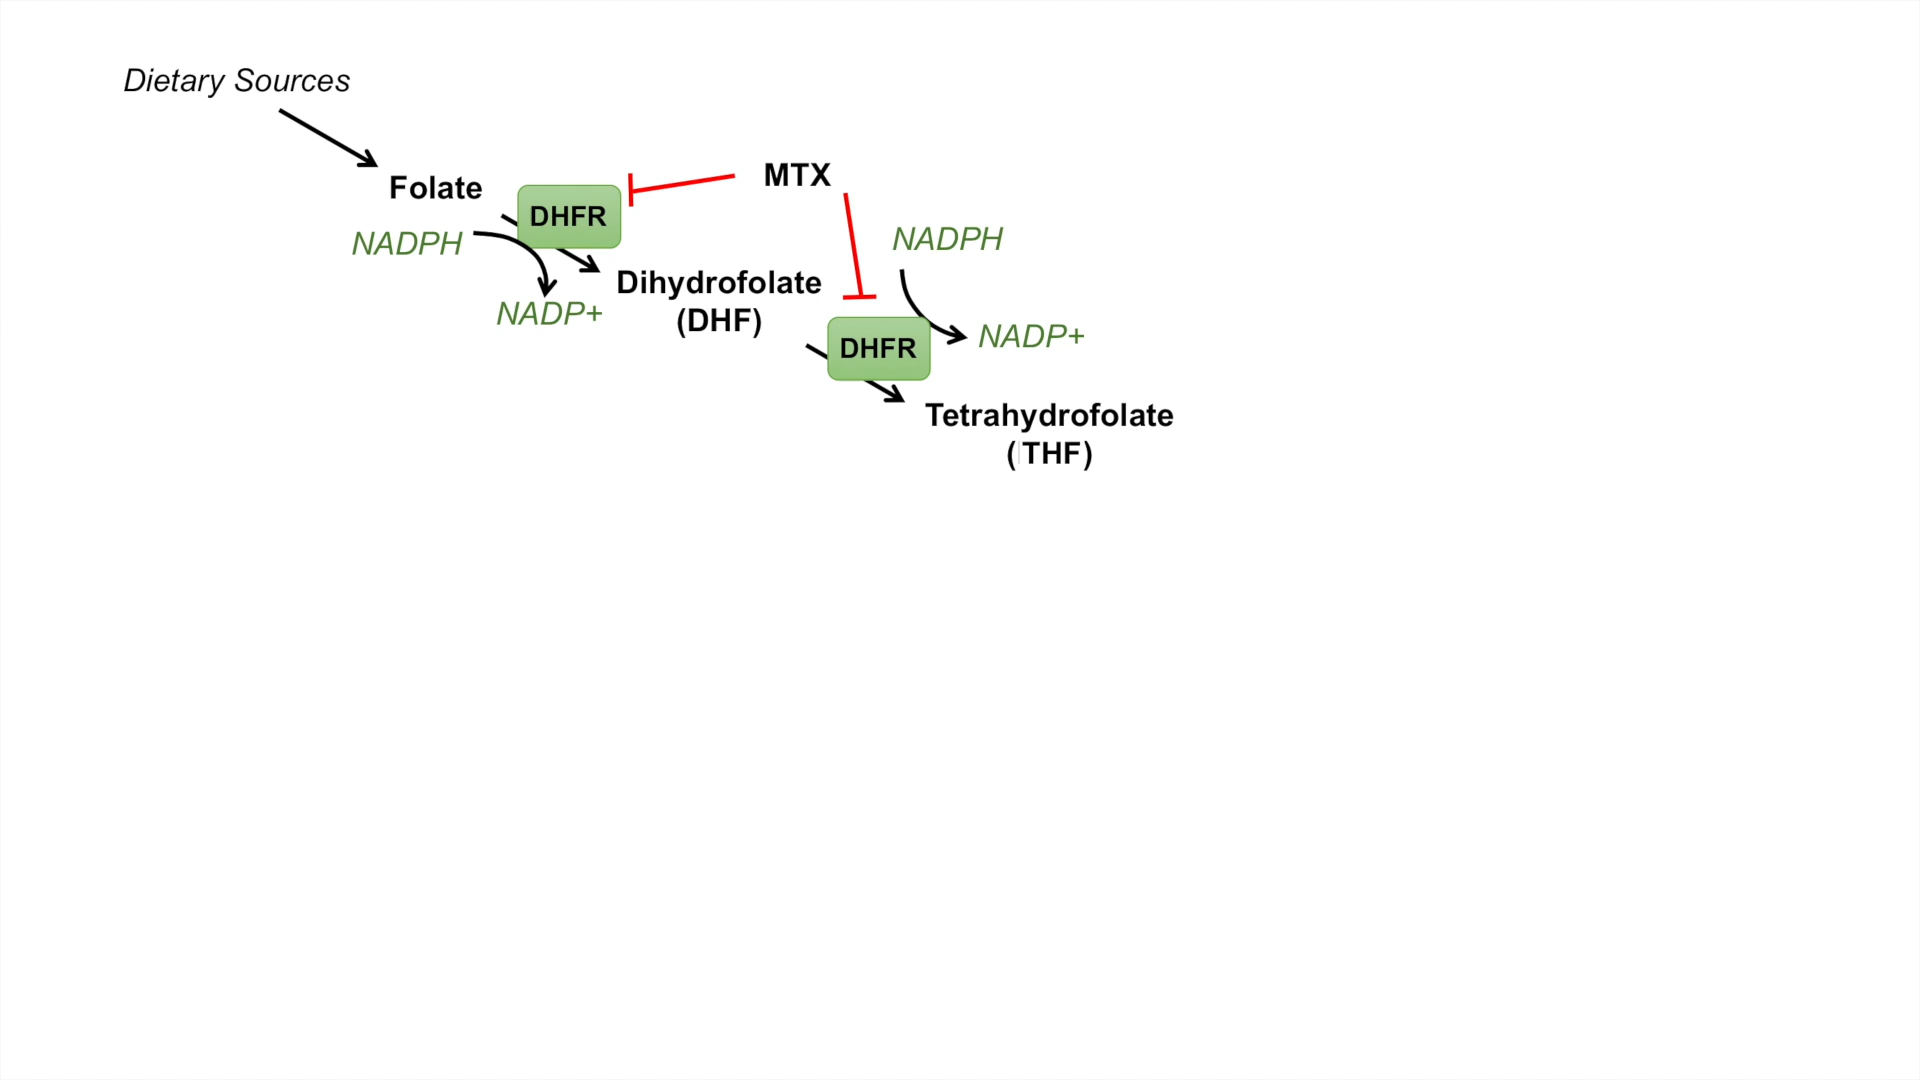 Dietary Sources
Folate
DHFR
MTX
NADPH
NADP+
Dihydrofolate
(DHF)
NADPH
DHFR
NADP+
Tetrahydrofolate
(THF)